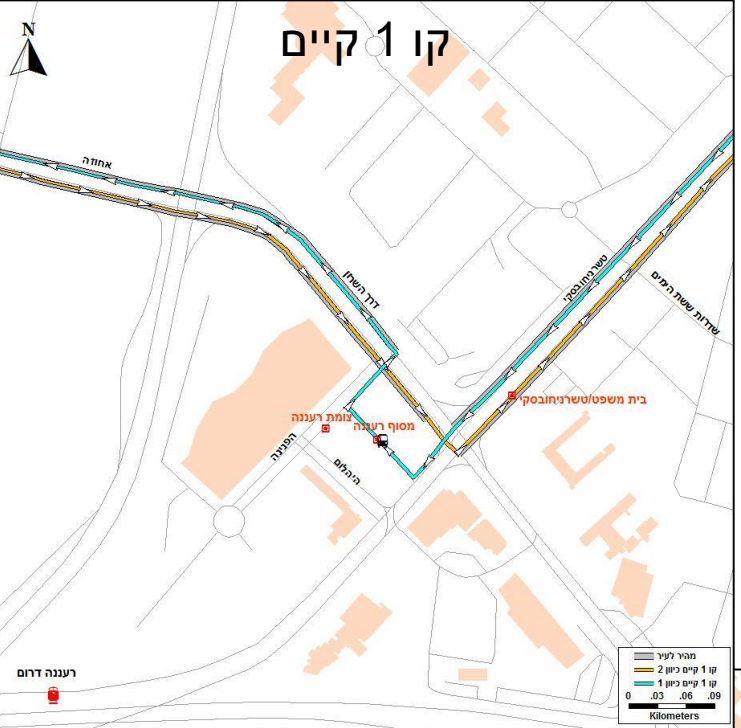 קו 1 קיים
N
אחוזה
דרך השרון
טשרניחובסקי
שדרות ששת הימים
בית משפט/טשרניחובסקי
צומת רעננה
מסוף רעננה
הפנינה
היהלום
רעננה דרום
מהיר לעיר
קו 1 קיים כיוון 2
קו 1 קיים כיוון 1
0 .03 .06 .09
Kilometers